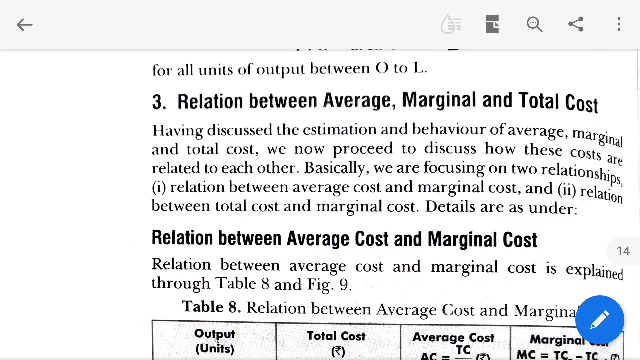 for all units of output between O to L.
3. Relation between Average, Marginal and Total Cost
Having discussed the estimation and behaviour of average, marginal
and total cost, we now proceed to discuss how these costs are
related to each other. Basically, we are focusing on two relationships,
(i) relation between average cost and marginal cost, and (ii) relation
between total cost and marginal cost. Details are as under:
Relation between Average Cost and Marginal Cost
14
Relation between average cost and marginal cost is explained
through Table 8 and Fig. 9.
Table 8. Relation between Average Cost and
Output Total Cost Average Cost Marginal
(Units) (₹) AC = TC (₹) MC = TC